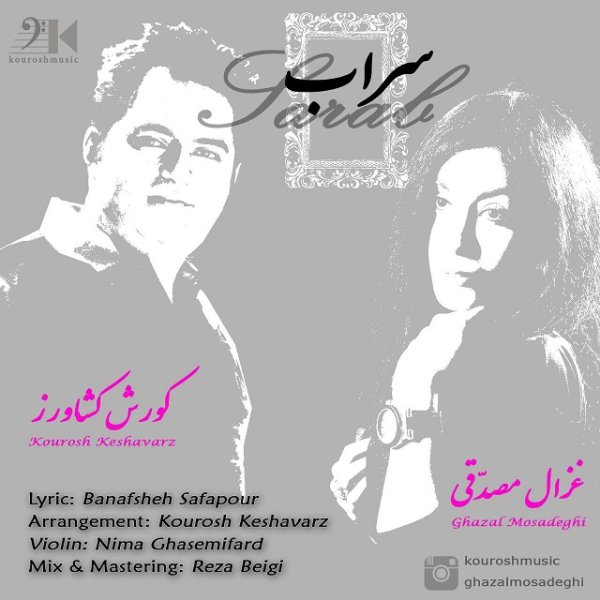 kouroshmusic
سراب
Sarab
کورش کشاورز
Kourosh Keshavarz
غزال مصدّقی
Ghazal Mosadeghi
Lyric: Banafsheh Safapour
Arrangement: Kourosh Keshavarz
Violin: Nima Ghasemifard
Mix & Mastering: Reza Beigi
kouroshmusic
ghazalmosadeghi